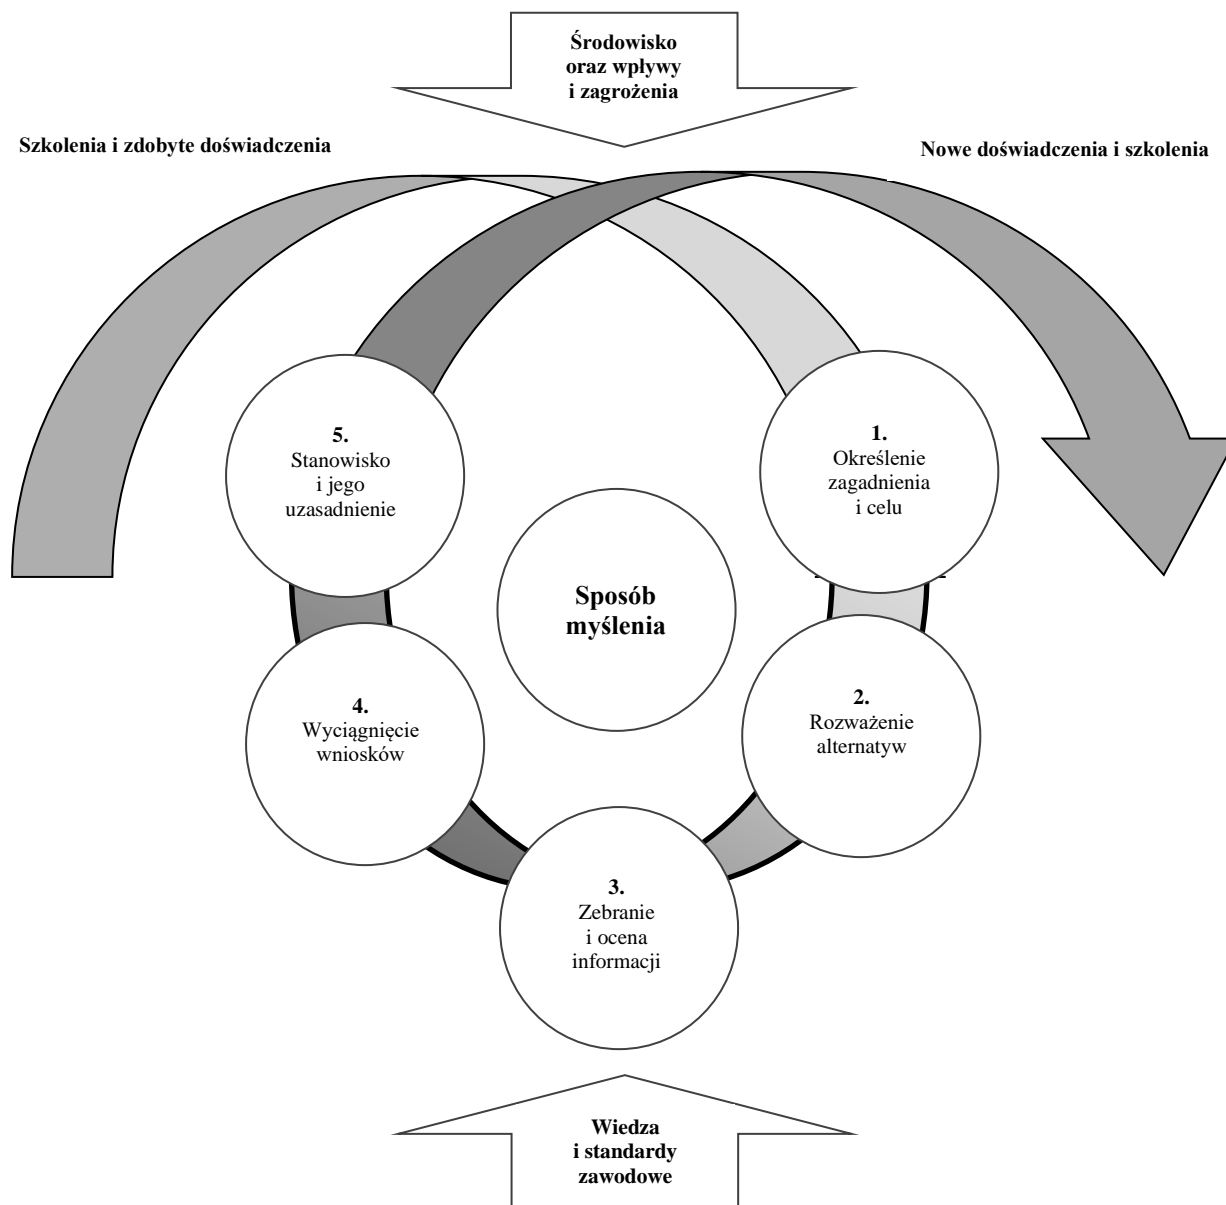 Środowisko
oraz wpływy
i zagrożenia
Szkolenia i zdobyte doświadczenia
Nowe doświadczenia i szkolenia
1.
Określenie
zagadnienia
i celu
2.
Rozważenie
alternatyw
3.
Zebranie
i ocena
informacji
4.
Wyciągnięcie
wniosków
5.
Stanowisko
i jego
uzasadnienie
Sposób
myślenia
Wiedza
i standardy
zawodowe